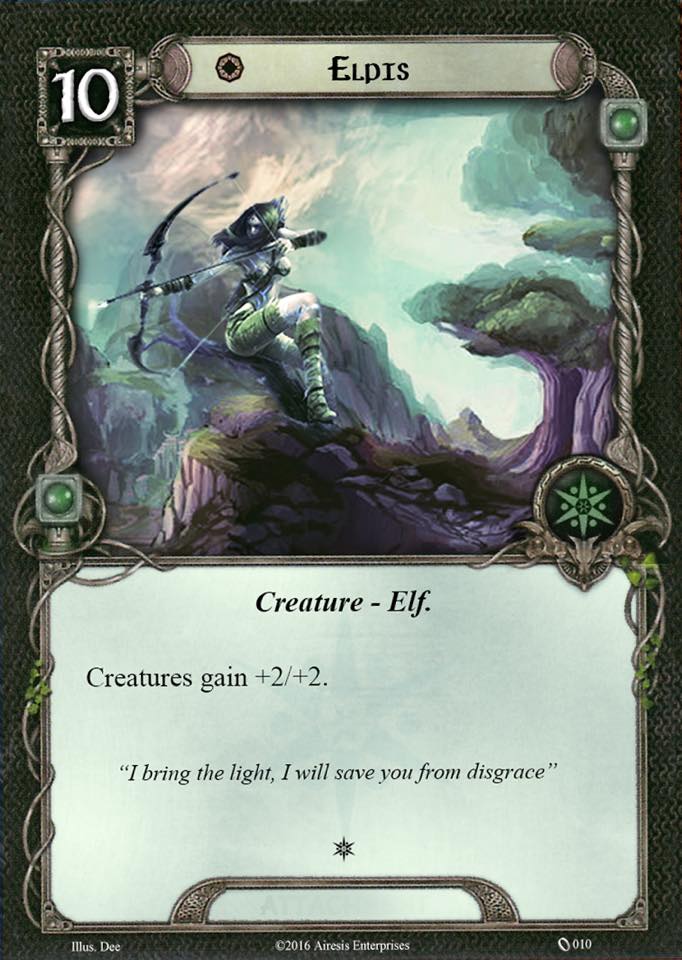 10
Elpis
Creature - Elf.
Creatures gain +2/+2.
“I bring the light, I will save you from disgrace”
Illus. Dee
©2016 Airesis Enterprises
010